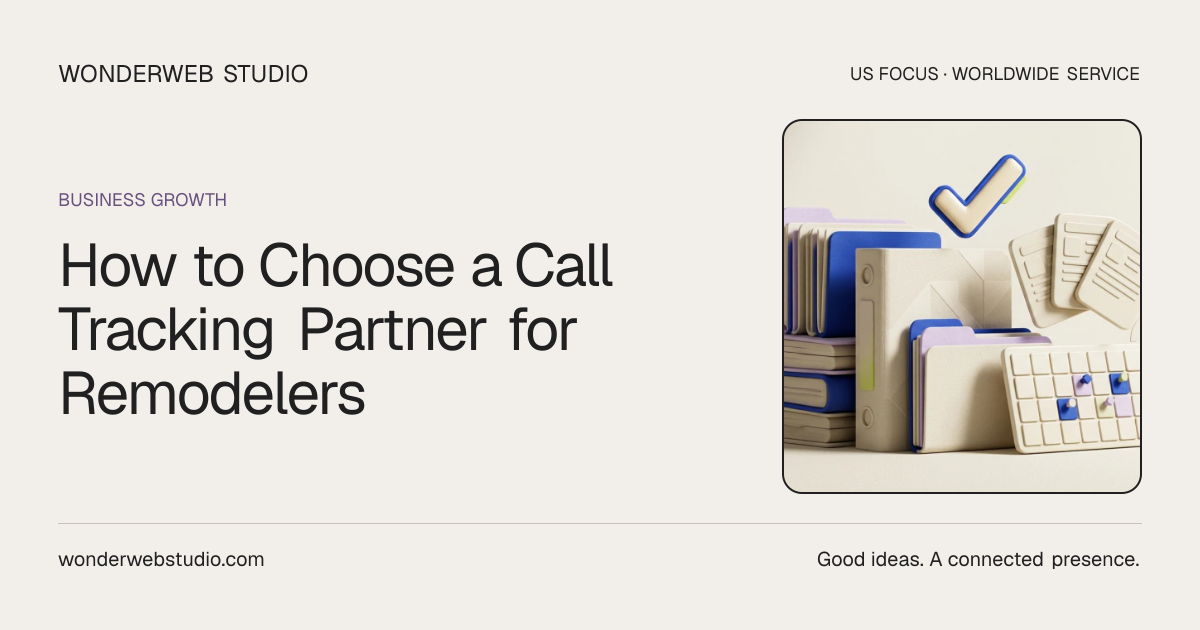 WONDERWEB STUDIO
US FOCUS · WORLDWIDE SERVICE
BUSINESS GROWTH
How to Choose a Call
Tracking Partner for
Remodelers
wonderwebstudio.com
Good ideas. A connected presence.